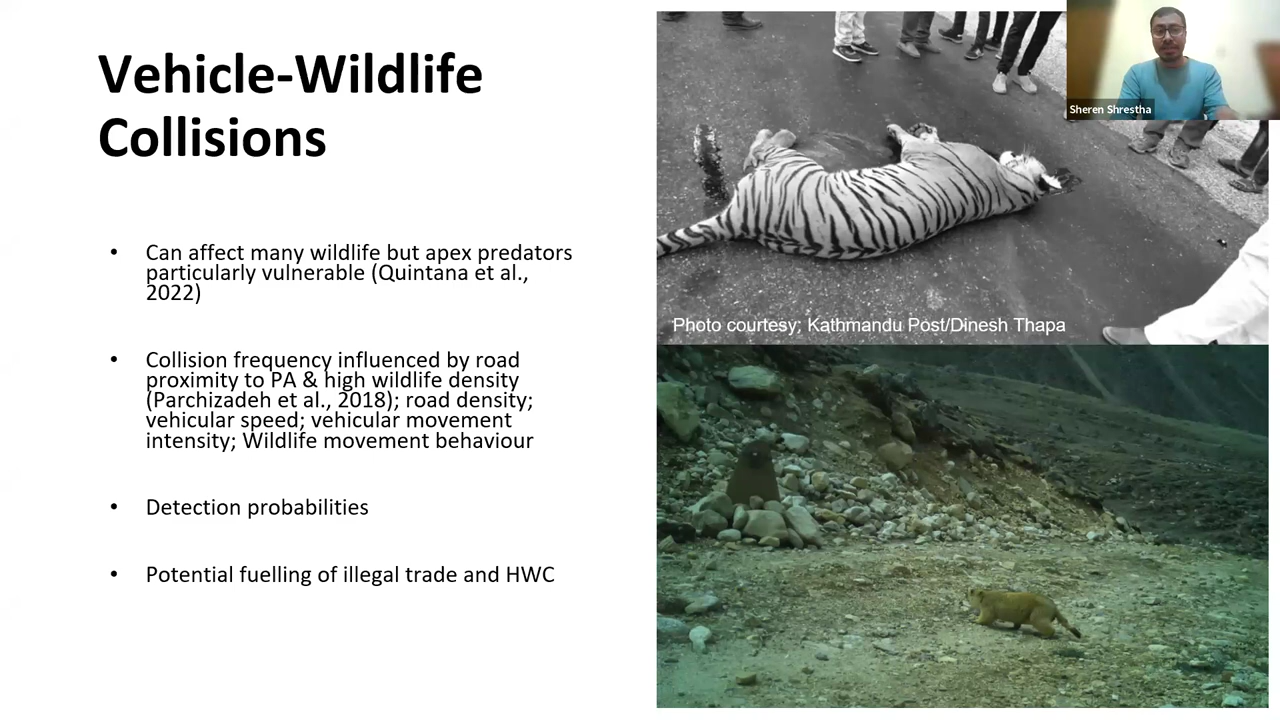 Vehicle-Wildlife
Collisions
• Can affect many wildlife but apex predators
particularly vulnerable (Quintana et al.,
2022)
• Collision frequency influenced by road
proximity to PA & high wildlife density
(Parchizadeh et al., 2018); road density;
vehicular speed; vehicular movement
intensity; Wildlife movement behaviour
• Detection probabilities
• Potential fuelling of illegal trade and HWC
Sheren Shrestha
Photo courtesy; Kathmandu Post/Dinesh Thapa